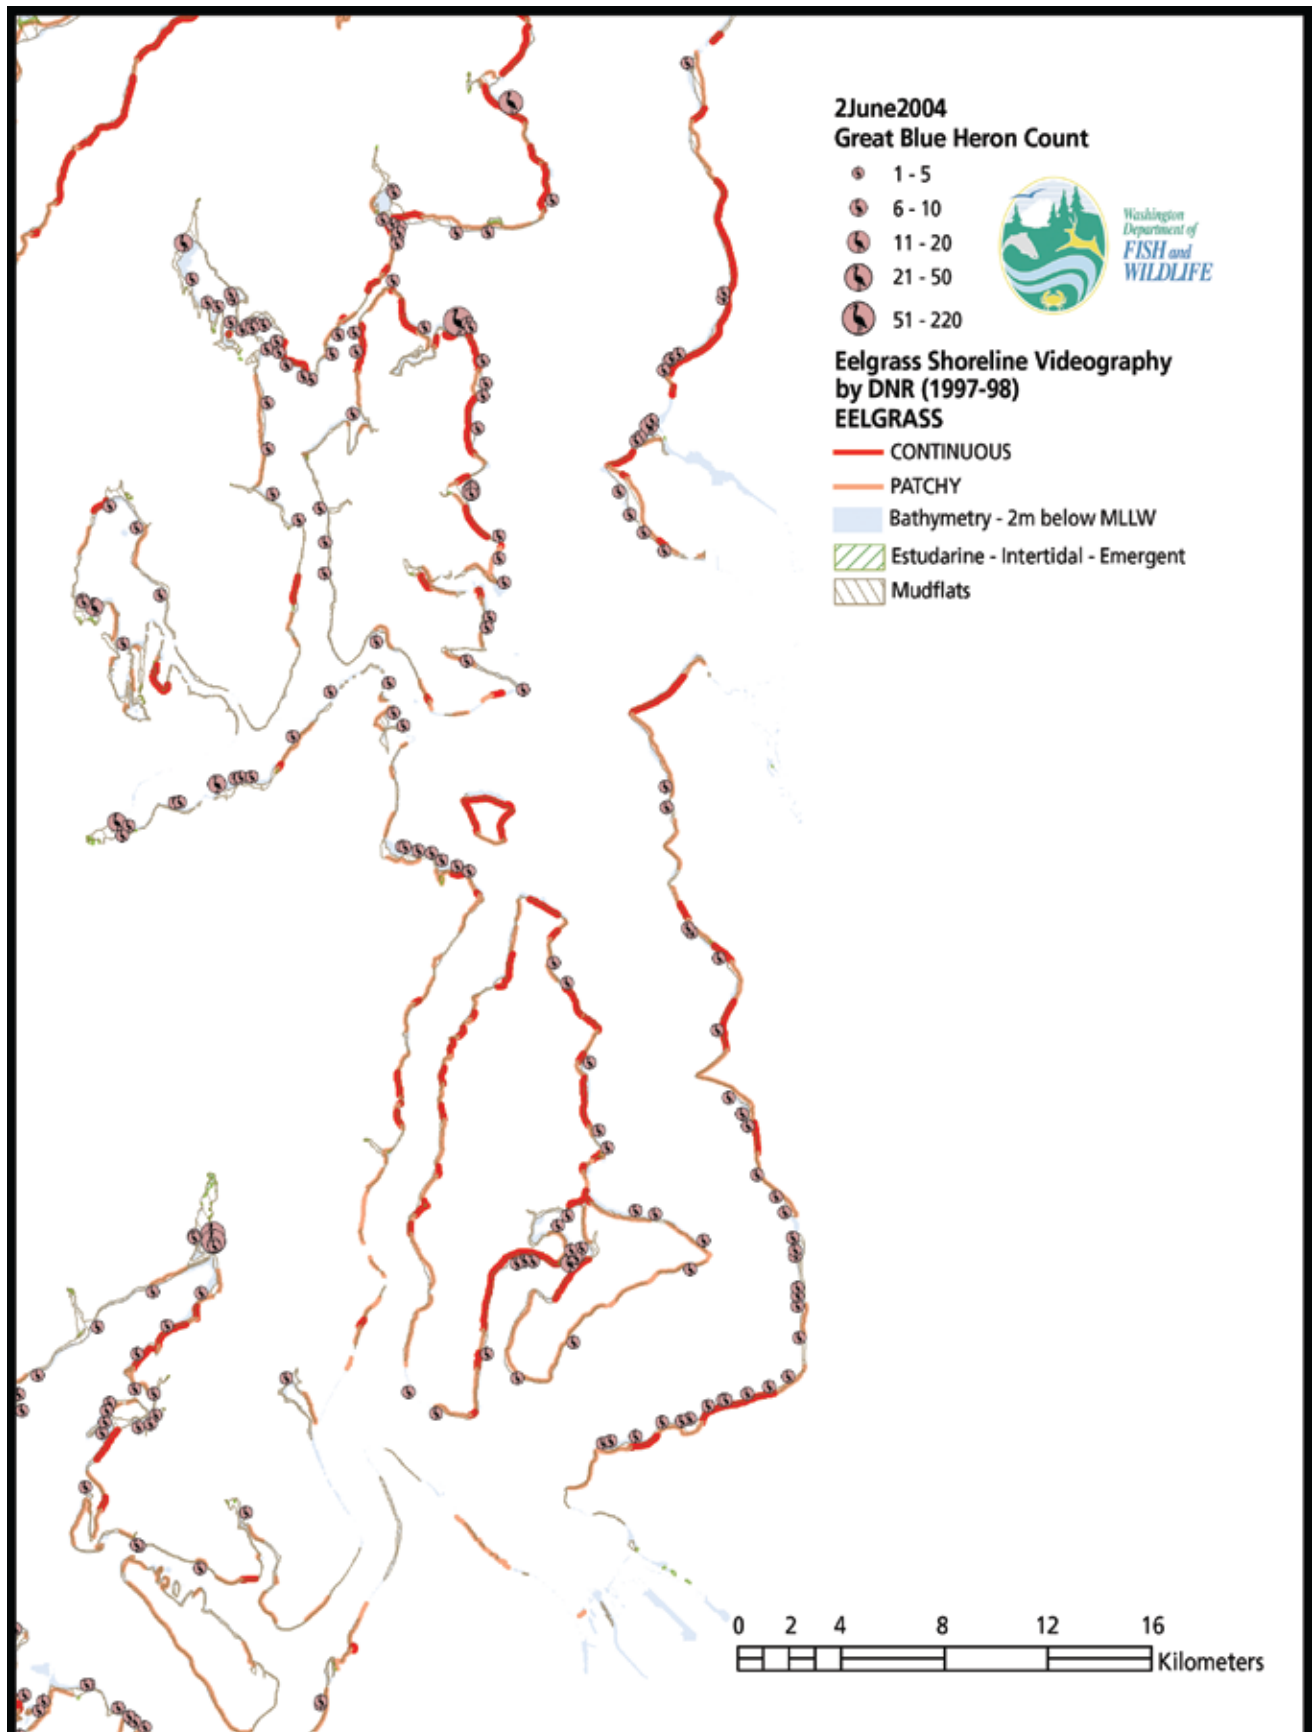 2June2004
Great Blue Heron Count
1 - 5
6 - 10
11 - 20
21 - 50
51 - 220
Washington
Department of
FISH and
WILDLIFE
Eelgrass Shoreline Videography
by DNR (1997-98)
EELGRASS
CONTINUOUS
PATCHY
Bathymetry - 2m below MLLW
Estudarine - Intertidal - Emergent
Mudflats
0 2 4 8 12 16
Kilometers